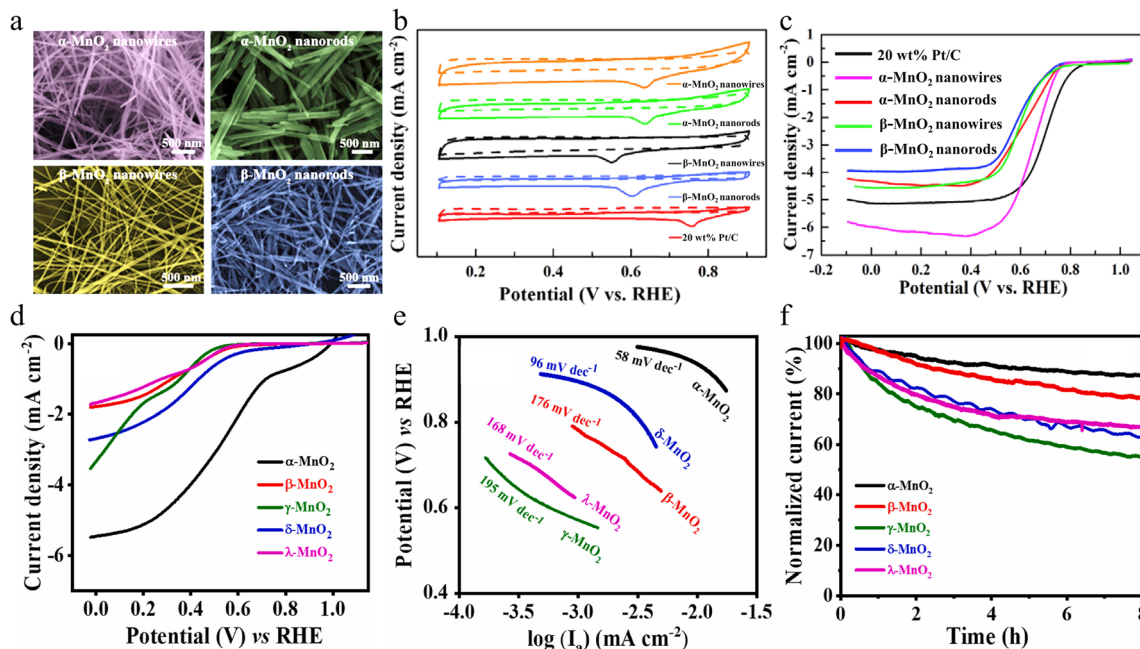 a
α-MnO₂ nanowires
500 nm
α-MnO₂ nanorods
500 nm
β-MnO₂ nanowires
500 nm
β-MnO₂ nanorods
500 nm
b
Current density (mA cm⁻²)
α-MnO₂ nanowires
α-MnO₂ nanorods
β-MnO₂ nanowires
β-MnO₂ nanorods
20 wt% Pt/C
0.2 0.4 0.6 0.8
Potential (V vs. RHE)
c
Current density (mA cm⁻²)
1
0
-1
-2
-3
-4
-5
-6
-7
20 wt% Pt/C
α-MnO₂ nanowires
α-MnO₂ nanorods
β-MnO₂ nanowires
β-MnO₂ nanorods
-0.2 0.0 0.2 0.4 0.6 0.8 1.0
Potential (V vs. RHE)
d
Current density (mA cm⁻²)
0
-2
-4
-6
α-MnO₂
β-MnO₂
γ-MnO₂
δ-MnO₂
λ-MnO₂
0.0 0.2 0.4 0.6 0.8 1.0
Potential (V) vs RHE
e
Potential (V) vs RHE
1.0
0.8
0.6
0.4
58 mV dec⁻¹
α-MnO₂
96 mV dec⁻¹
δ-MnO₂
176 mV dec⁻¹
β-MnO₂
168 mV dec⁻¹
λ-MnO₂
195 mV dec⁻¹
γ-MnO₂
-4.0 -3.5 -3.0 -2.5 -2.0 -1.5 -1.0
log (Iₐ) (mA cm⁻²)
f
Normalized current (%)
100
80
60
40
20
0
α-MnO₂
β-MnO₂
γ-MnO₂
δ-MnO₂
λ-MnO₂
0 2 4 6 8
Time (h)